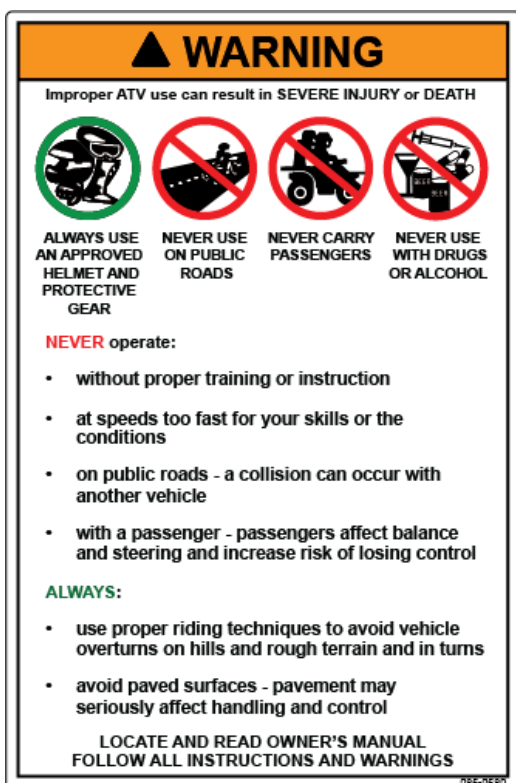 WARNING
Improper ATV use can result in SEVERE INJURY or DEATH
ALWAYS USE
AN APPROVED
HELMET AND
PROTECTIVE
GEAR
NEVER USE
ON PUBLIC
ROADS
NEVER CARRY
PASSENGERS
NEVER USE
WITH DRUGS
OR ALCOHOL
NEVER operate:
• without proper training or instruction
• at speeds too fast for your skills or the
conditions
• on public roads - a collision can occur with
another vehicle
• with a passenger - passengers affect balance
and steering and increase risk of losing control
ALWAYS:
• use proper riding techniques to avoid vehicle
overturns on hills and rough terrain and in turns
• avoid paved surfaces - pavement may
seriously affect handling and control
LOCATE AND READ OWNER'S MANUAL
FOLLOW ALL INSTRUCTIONS AND WARNINGS